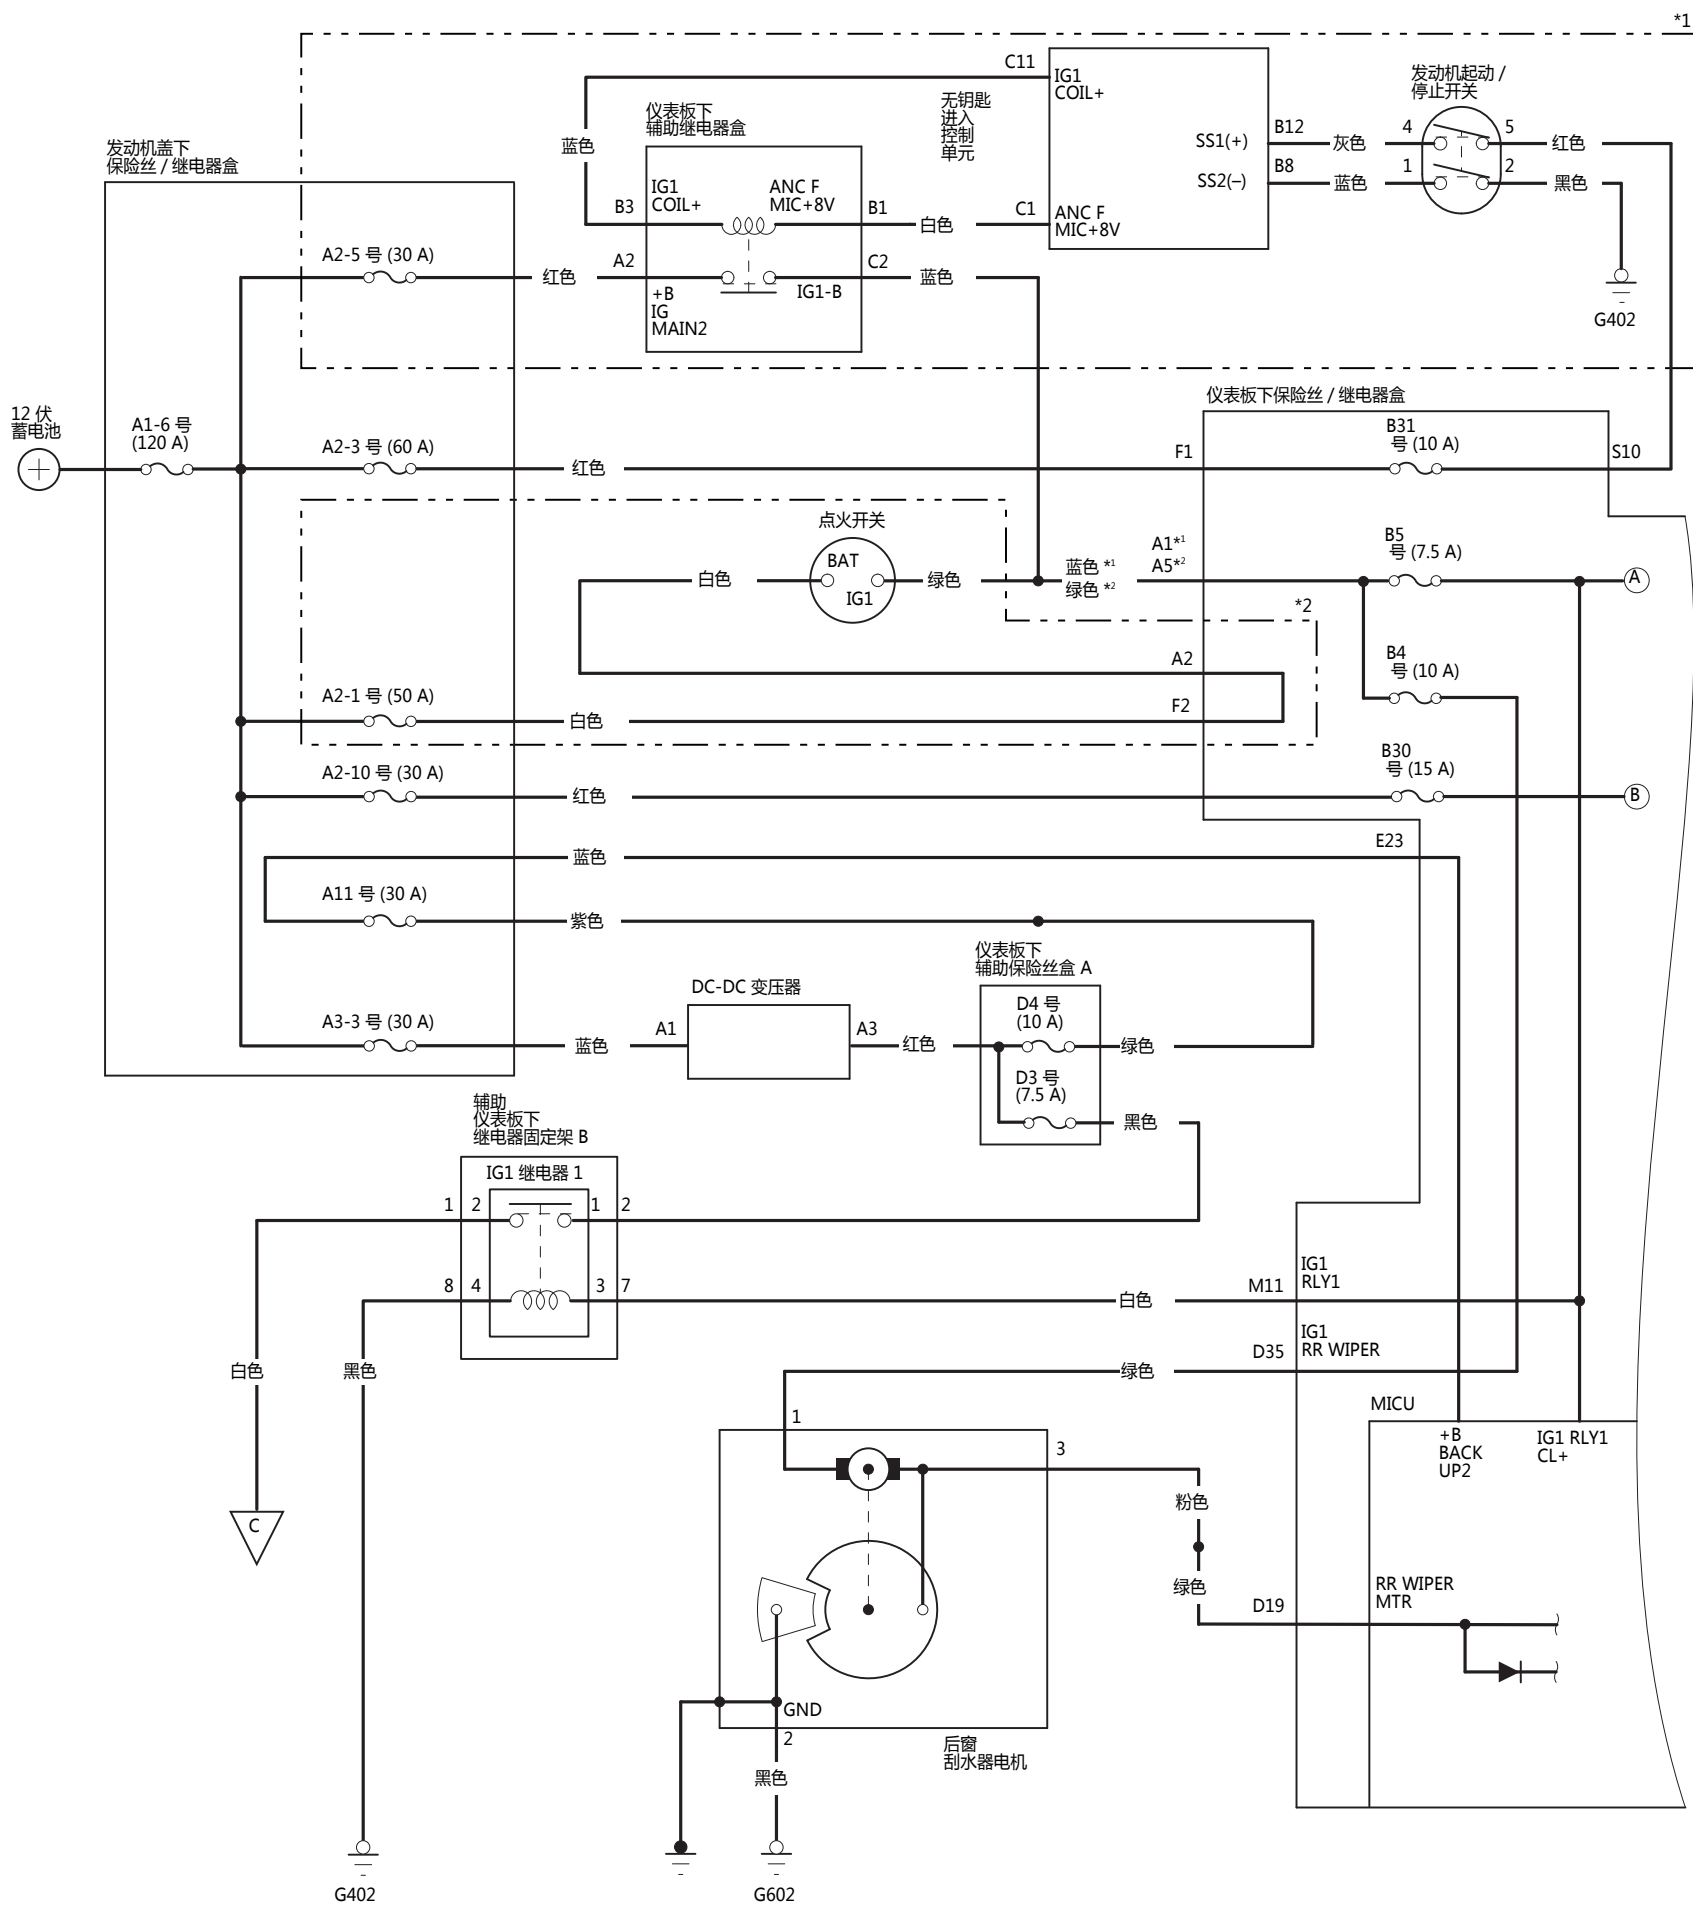 *1
C11
IG1
COIL+
发动机起动 /
停止开关
无钥匙
进入
控制
单元
仪表板下
辅助继电器盒
蓝色
SS1(+)
B12
灰色
4
5
红色
SS2(–)
B8
蓝色
1
2
黑色
发动机盖下
保险丝 / 继电器盒
IG1
COIL+
ANC F
MIC+8V
B3
B1
白色
C1
ANC F
MIC+8V
A2-5 号 (30 A)
红色
A2
C2
蓝色
+B
IG
MAIN2
IG1-B
G402
仪表板下保险丝 / 继电器盒
12 伏
蓄电池
A1-6 号
(120 A)
A2-3 号 (60 A)
红色
F1
B31
号 (10 A)
S10
点火开关
BAT
IG1
白色
绿色
蓝色 *1
绿色 *2
A1*1
A5*2
B5
号 (7.5 A)
A
*2
A2
B4
号 (10 A)
A2-1 号 (50 A)
白色
F2
A2-10 号 (30 A)
红色
B30
号 (15 A)
B
蓝色
E23
A11 号 (30 A)
紫色
仪表板下
辅助保险丝盒 A
DC-DC 变压器
D4 号
(10 A)
A3-3 号 (30 A)
蓝色
A1
A3
红色
绿色
D3 号
(7.5 A)
黑色
辅助
仪表板下
继电器固定架 B
IG1 继电器 1
1
2
1
2
8
4
3
7
白色
M11
IG1
RLY1
IG1
RR WIPER
D35
绿色
白色
黑色
MICU
+B
BACK
UP2
IG1 RLY1
CL+
1
3
粉色
C
绿色
D19
RR WIPER
MTR
GND
2
后窗
刮水器电机
黑色
G402
G602